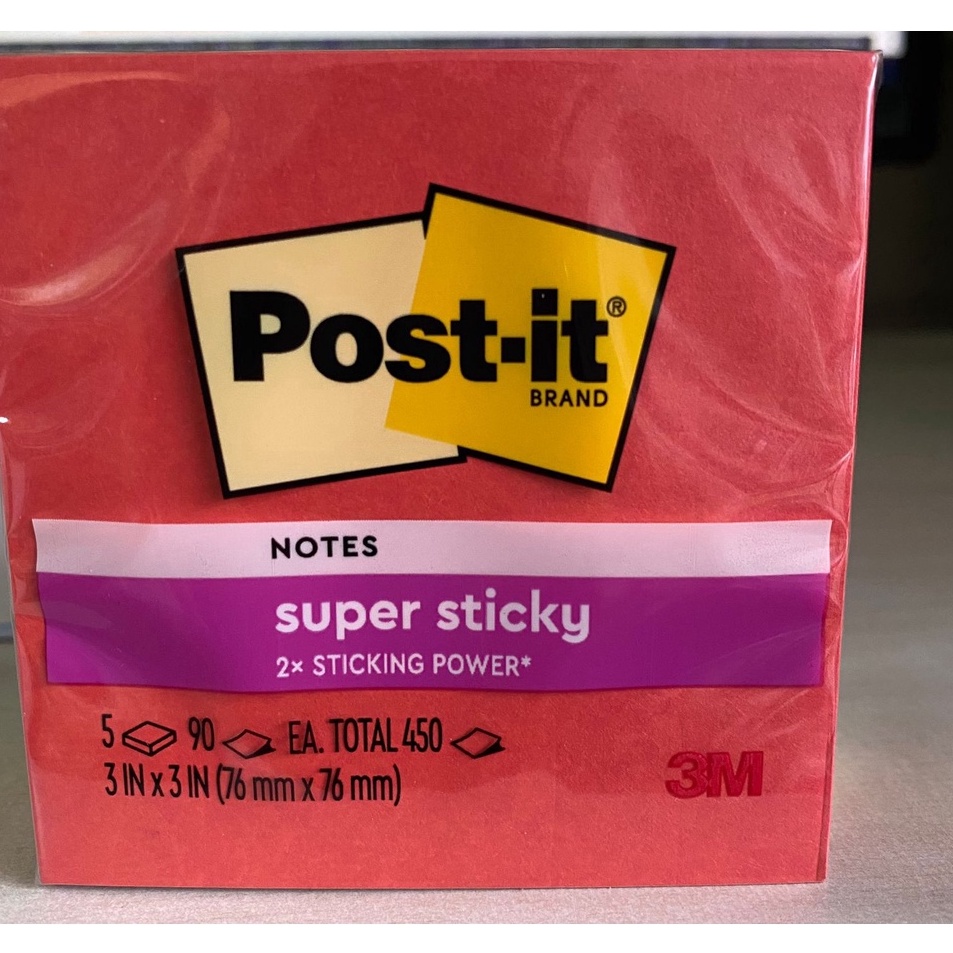 Post-it®
BRAND
NOTES
super sticky
2x STICKING POWER*
5 90 EA. TOTAL 450
3 IN x 3 IN (76 mm x 76 mm)
3M